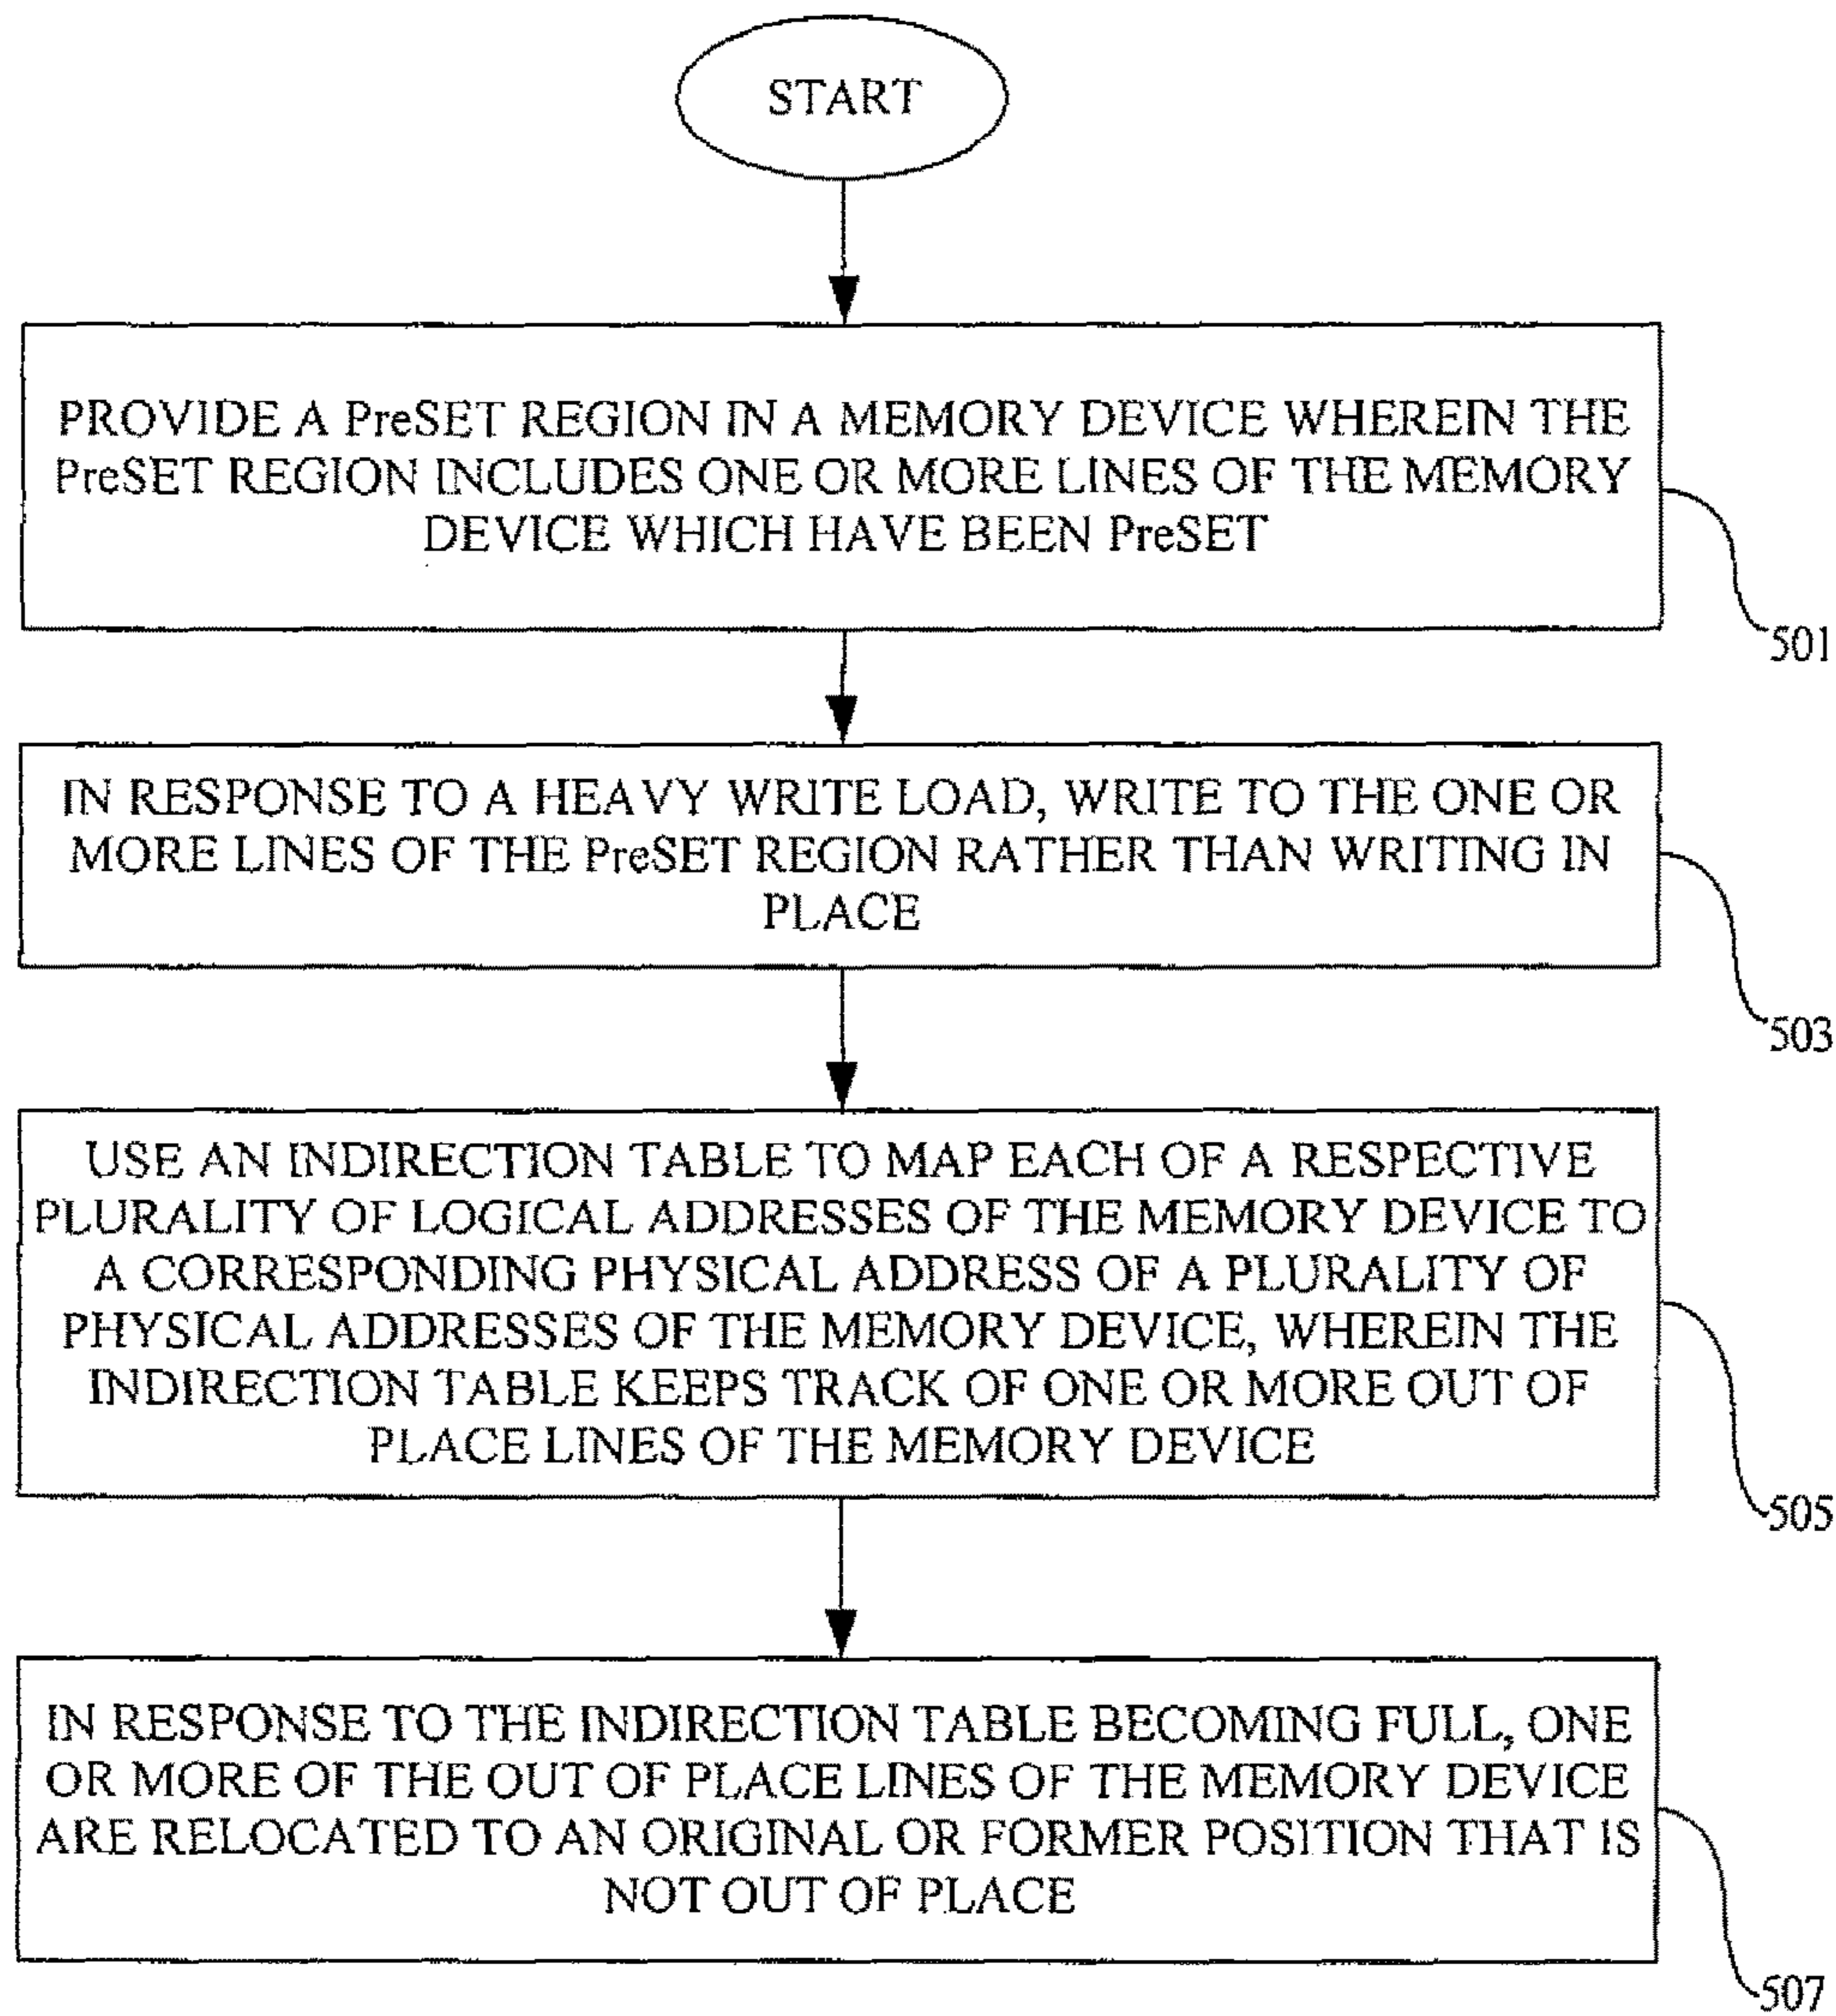 START
PROVIDE A PreSET REGION IN A MEMORY DEVICE WHEREIN THE
PreSET REGION INCLUDES ONE OR MORE LINES OF THE MEMORY
DEVICE WHICH HAVE BEEN PreSET
501
IN RESPONSE TO A HEAVY WRITE LOAD, WRITE TO THE ONE OR
MORE LINES OF THE PreSET REGION RATHER THAN WRITING IN
PLACE
503
USE AN INDIRECTION TABLE TO MAP EACH OF A RESPECTIVE
PLURALITY OF LOGICAL ADDRESSES OF THE MEMORY DEVICE TO
A CORRESPONDING PHYSICAL ADDRESS OF A PLURALITY OF
PHYSICAL ADDRESSES OF THE MEMORY DEVICE, WHEREIN THE
INDIRECTION TABLE KEEPS TRACK OF ONE OR MORE OUT OF
PLACE LINES OF THE MEMORY DEVICE
505
IN RESPONSE TO THE INDIRECTION TABLE BECOMING FULL, ONE
OR MORE OF THE OUT OF PLACE LINES OF THE MEMORY DEVICE
ARE RELOCATED TO AN ORIGINAL OR FORMER POSITION THAT IS
NOT OUT OF PLACE
507